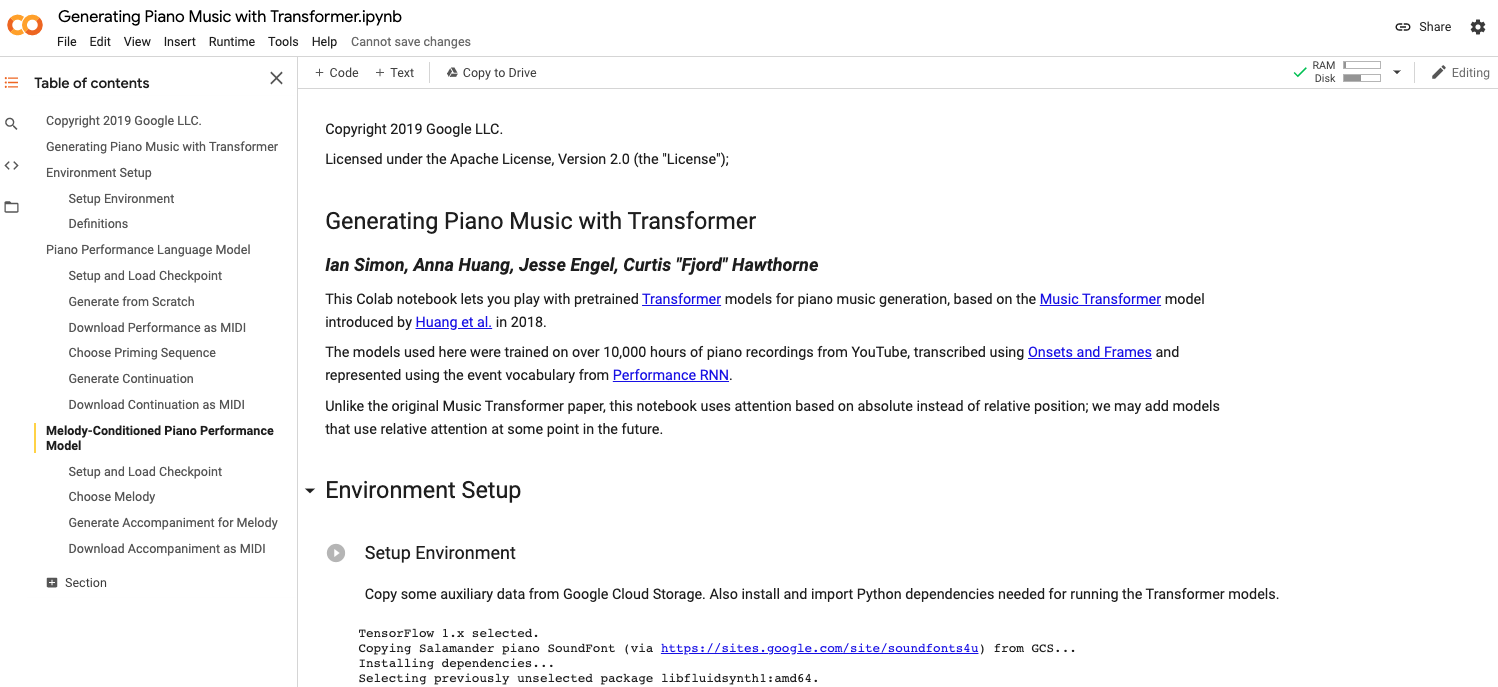 Generating Piano Music with Transformer.ipynb
File Edit View Insert Runtime Tools Help Cannot save changes
Share
Table of contents
Copyright 2019 Google LLC.
Generating Piano Music with Transformer
Environment Setup
Setup Environment
Definitions
Piano Performance Language Model
Setup and Load Checkpoint
Generate from Scratch
Download Performance as MIDI
Choose Priming Sequence
Generate Continuation
Download Continuation as MIDI
Melody-Conditioned Piano Performance
Model
Setup and Load Checkpoint
Choose Melody
Generate Accompaniment for Melody
Download Accompaniment as MIDI
Section
+ Code + Text Copy to Drive
RAM
Disk
Editing
Copyright 2019 Google LLC.
Licensed under the Apache License, Version 2.0 (the "License");
Generating Piano Music with Transformer
Ian Simon, Anna Huang, Jesse Engel, Curtis "Fjord" Hawthorne
This Colab notebook lets you play with pretrained Transformer models for piano music generation, based on the Music Transformer model
introduced by Huang et al. in 2018.
The models used here were trained on over 10,000 hours of piano recordings from YouTube, transcribed using Onsets and Frames and
represented using the event vocabulary from Performance RNN.
Unlike the original Music Transformer paper, this notebook uses attention based on absolute instead of relative position; we may add models
that use relative attention at some point in the future.
Environment Setup
Setup Environment
Copy some auxiliary data from Google Cloud Storage. Also install and import Python dependencies needed for running the Transformer models.
TensorFlow 1.x selected.
Copying Salamander piano SoundFont (via https://sites.google.com/site/soundfonts4u) from GCS...
Installing dependencies...
Selecting previously unselected package libfluidsynth1:amd64.